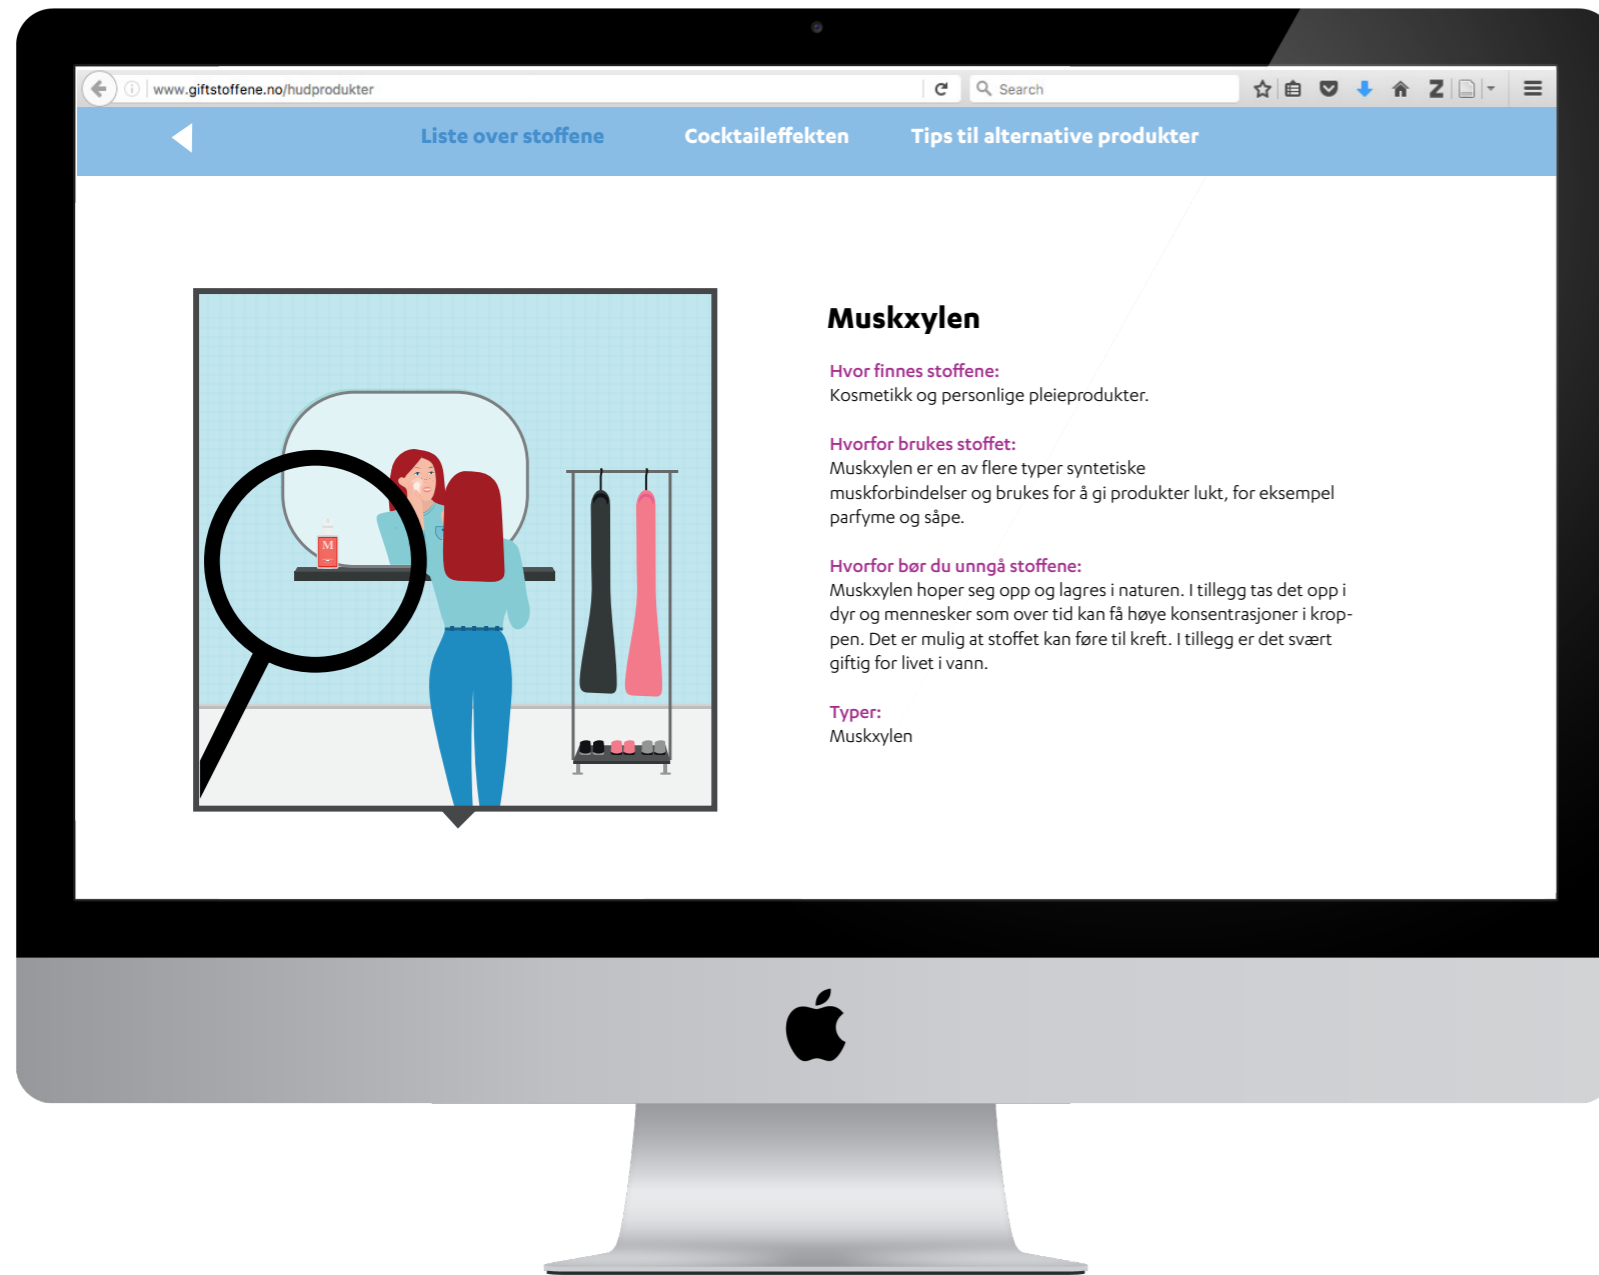 www.giftstoffene.no/hudprodukter
Search
Liste over stoffene
Cocktaileffekten
Tips til alternative produkter
Muskxylen
Hvor finnes stoffene:
Kosmetikk og personlige pleieprodukter.
Hvorfor brukes stoffet:
Muskxylen er en av flere typer syntetiske
muskforbindelser og brukes for å gi produkter lukt, for eksempel
parfyme og såpe.
Hvorfor bør du unngå stoffene:
Muskxylen hoper seg opp og lagres i naturen. I tillegg tas det opp i
dyr og mennesker som over tid kan få høye konsentrasjoner i krop-
pen. Det er mulig at stoffet kan føre til kreft. I tillegg er det svært
giftig for livet i vann.
Typer:
Muskxylen
M